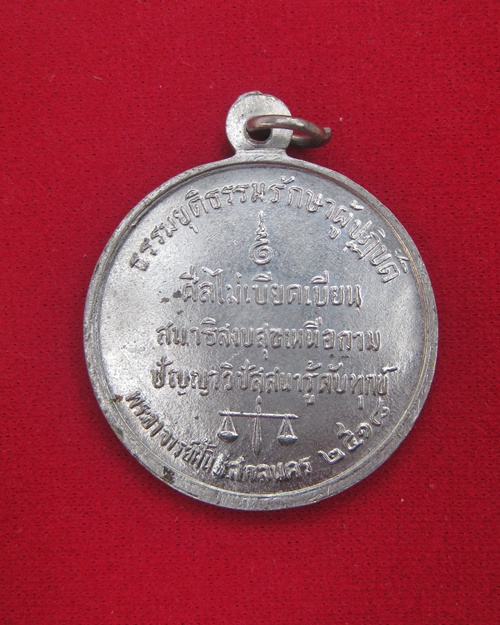 ธรรมยุติธรรมรักษาผู้ปฏิบัติ
ศีลไม่เบียดเบียน
สมาธิสงบสุขเหนือกาม
ปัญญาวิปัสสนารู้ดับทุกข์
พระอาจารย์ สกลนคร ๒๕๑๘